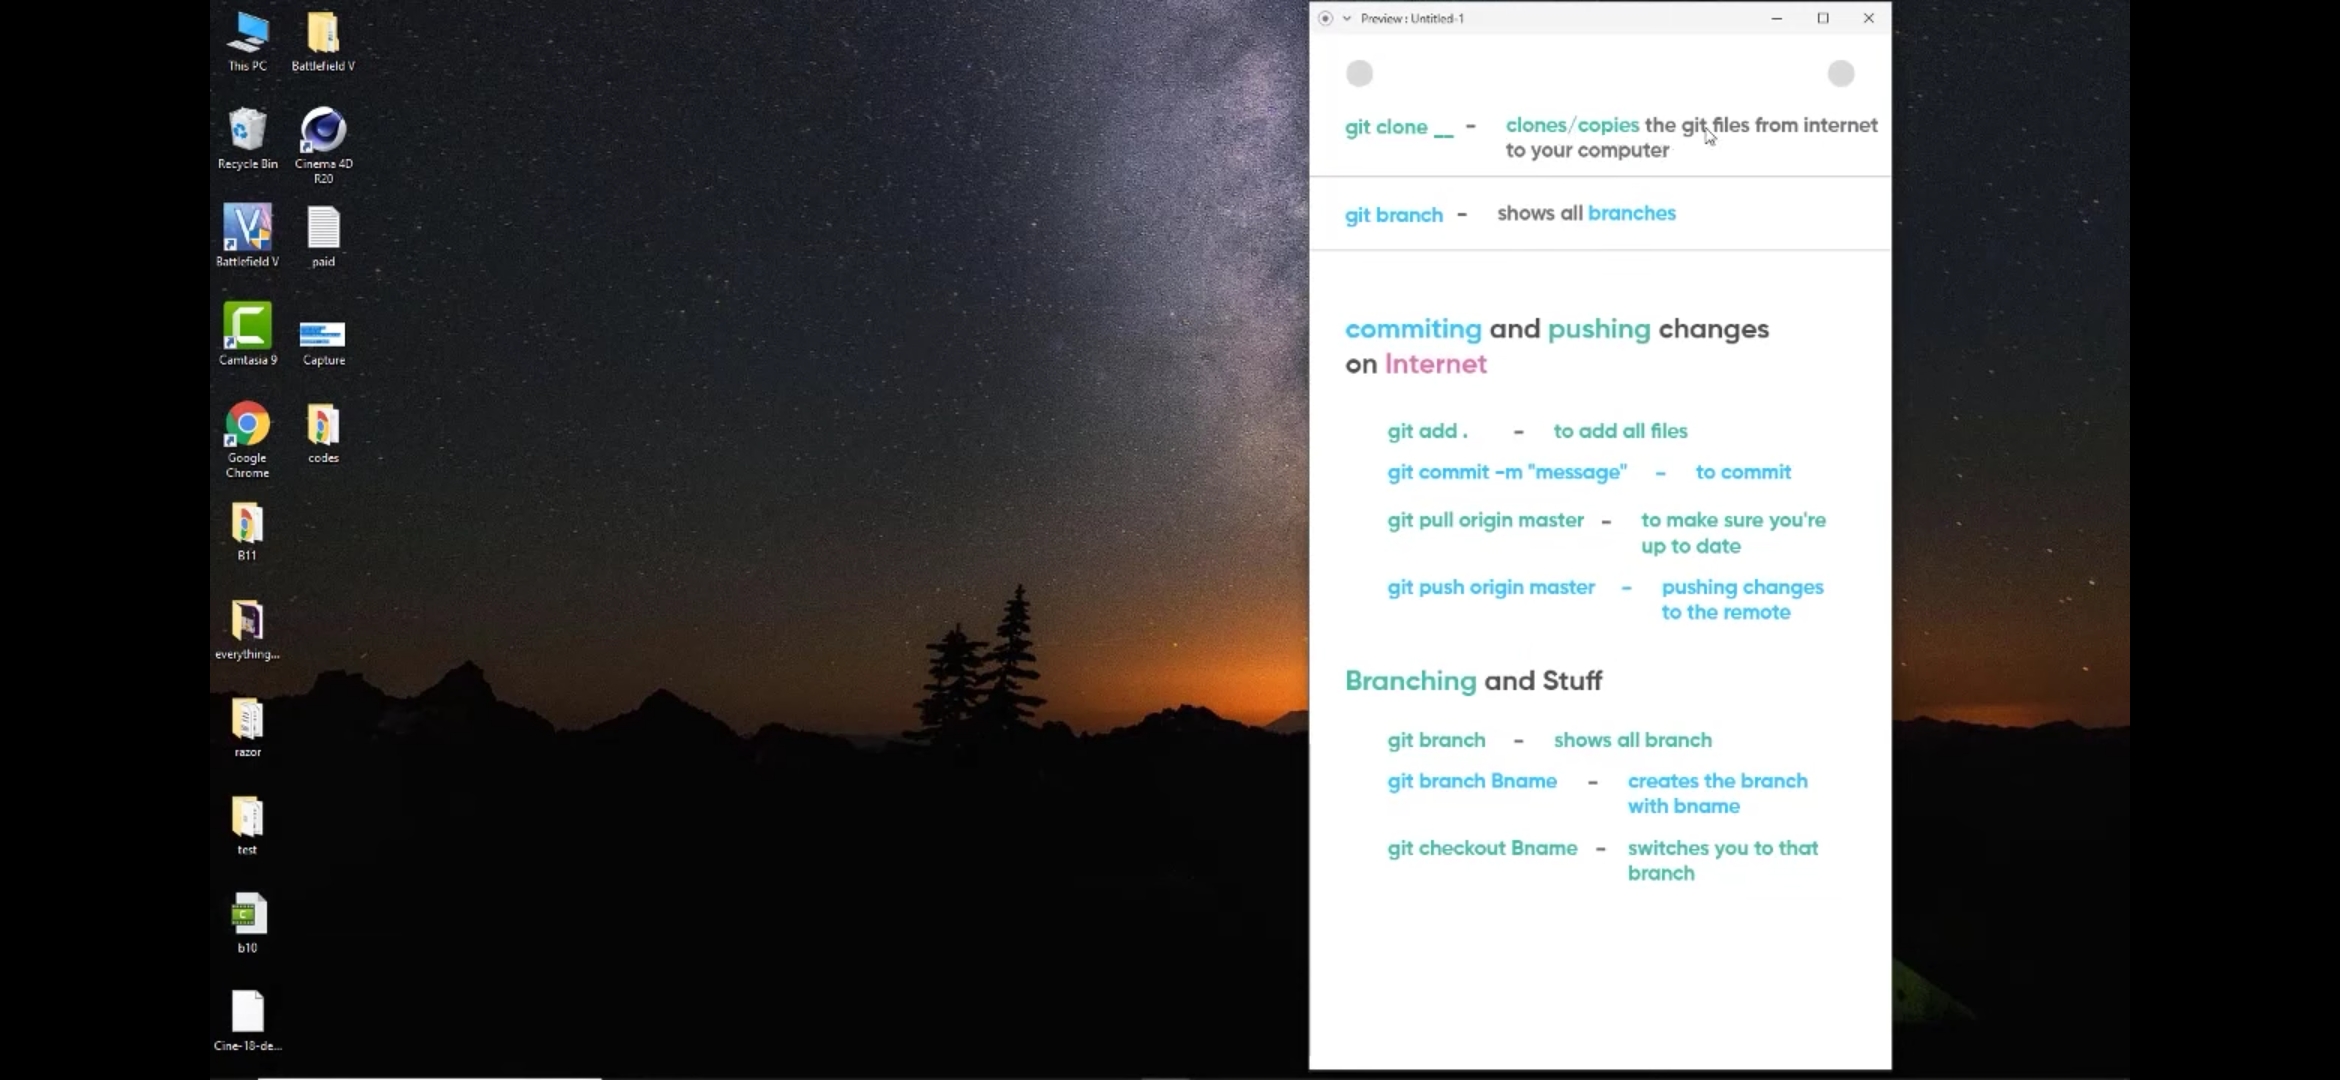 This PC
Battlefield V
Recycle Bin
Cinema 4D
R20
Battlefield V
paid
Camtasia 9
Capture
Google
Chrome
codes
B11
everything...
razor
test
b10
Cine-18-de...
Preview : Untitled-1
git clone __ - clones/copies the git files from internet
to your computer
git branch - shows all branches
commiting and pushing changes
on Internet
git add . - to add all files
git commit -m "message" - to commit
git pull origin master - to make sure you're
up to date
git push origin master - pushing changes
to the remote
Branching and Stuff
git branch - shows all branch
git branch Bname - creates the branch
with bname
git checkout Bname - switches you to that
branch